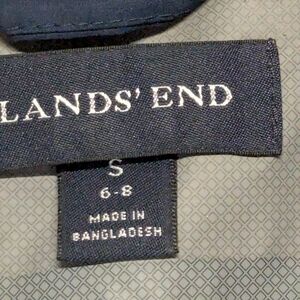 LANDS' END
S
6-8
MADE IN
BANGLADESH